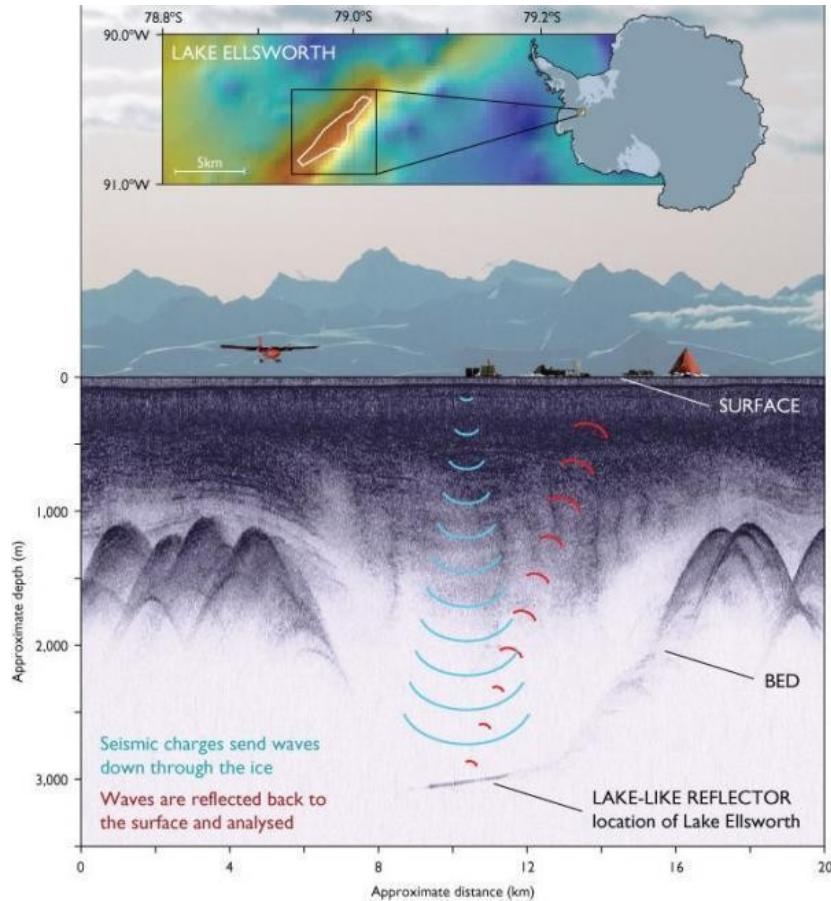 78.8°S 79.0°S 79.2°S
90.0°W
LAKE ELLSWORTH
5km
91.0°W
0
SURFACE
1,000
Approximate depth (m)
2,000
BED
Seismic charges send waves
down through the ice
3,000
Waves are reflected back to
the surface and analysed
LAKE-LIKE REFLECTOR
location of Lake Ellsworth
0 4 8 12 16 20
Approximate distance (km)